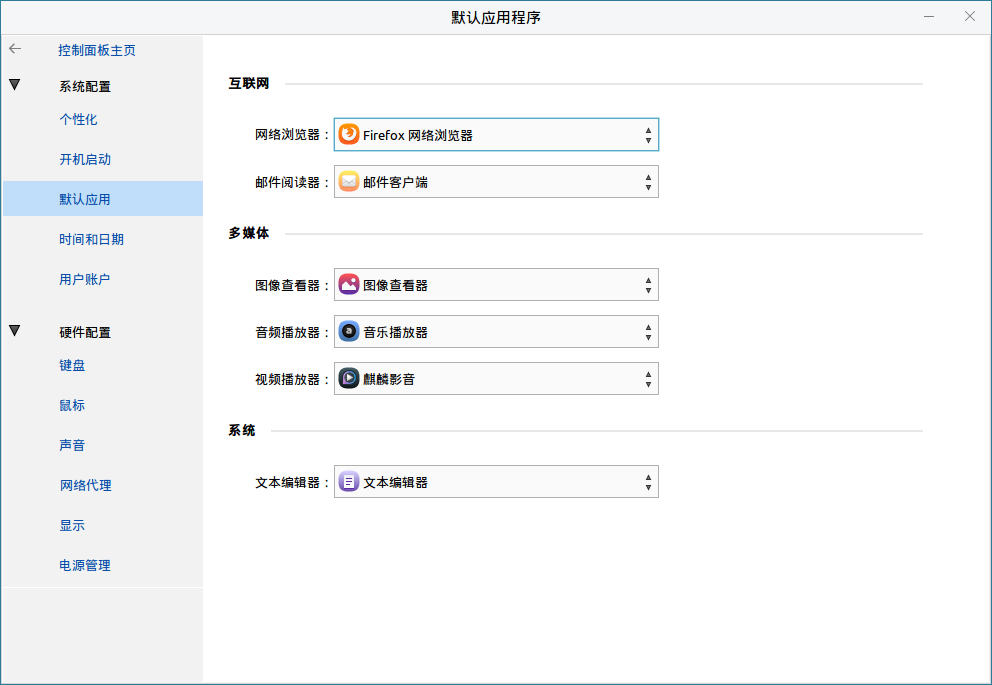 默认应用程序
控制面板主页
系统配置
个性化
开机启动
默认应用
时间和日期
用户账户
硬件配置
键盘
鼠标
声音
网络代理
显示
电源管理
互联网
网络浏览器： Firefox 网络浏览器
邮件阅读器： 邮件客户端
多媒体
图像查看器： 图像查看器
音频播放器： 音乐播放器
视频播放器： 麒麟影音
系统
文本编辑器： 文本编辑器